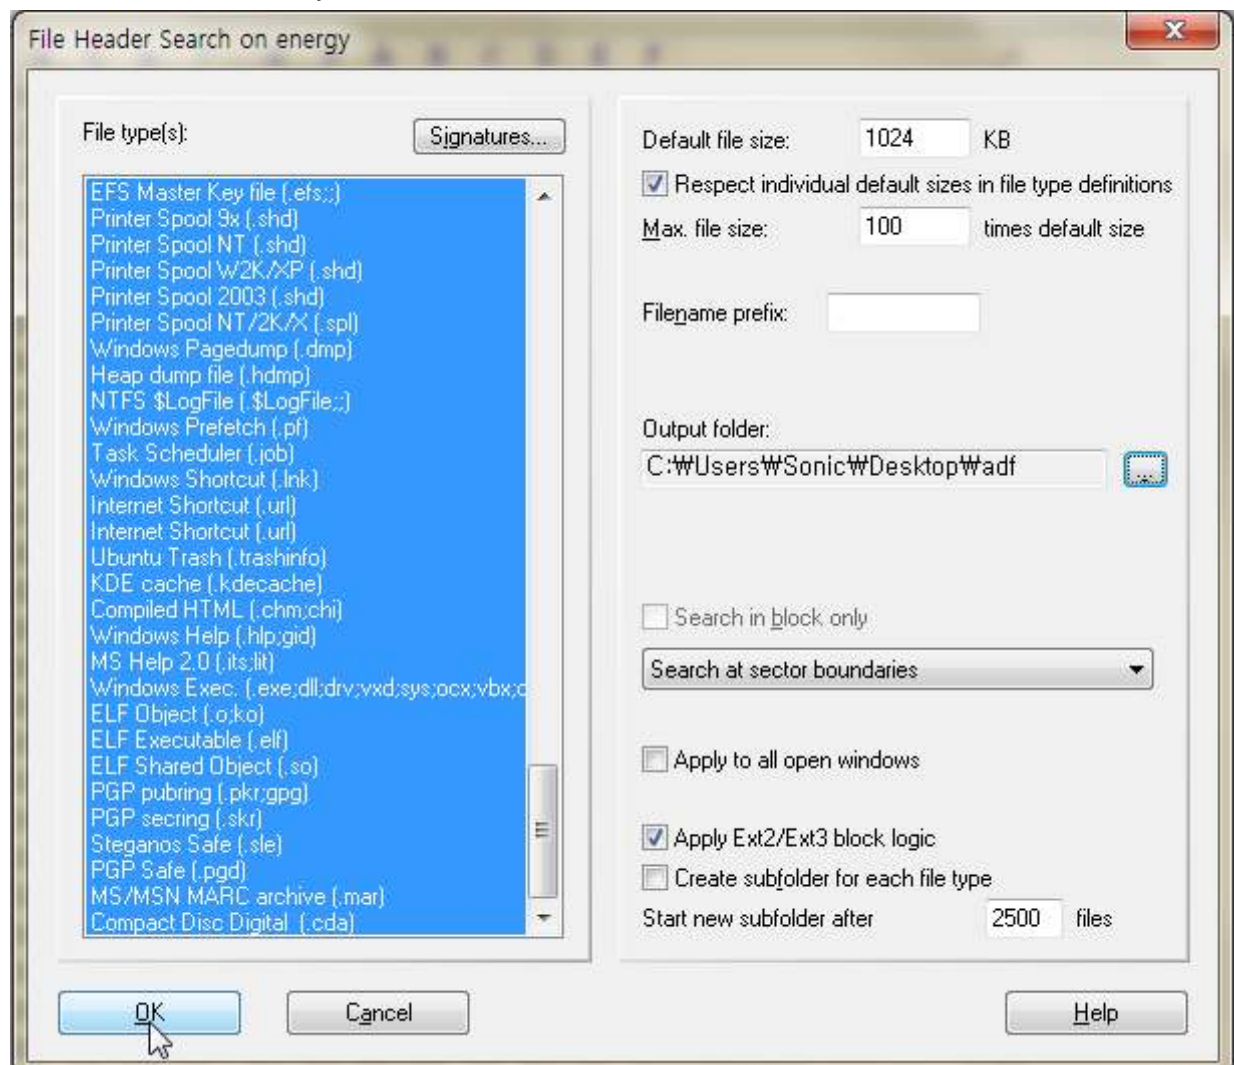 File Header Search on energy
File type(s):
Signatures...
EFS Master Key file (.efs;;)
Printer Spool 9x (.shd)
Printer Spool NT (.shd)
Printer Spool W2K/XP (.shd)
Printer Spool 2003 (.shd)
Printer Spool NT/2K/X (.spl)
Windows Pagedump (.dmp)
Heap dump file (.hdmp)
NTFS $LogFile (.$LogFile;;)
Windows Prefetch (.pf)
Task Scheduler (.job)
Windows Shortcut (.lnk)
Internet Shortcut (.url)
Internet Shortcut (.url)
Ubuntu Trash (.trashinfo)
KDE cache (.kdecache)
Compiled HTML (.chm;chi)
Windows Help (.hlp;gid)
MS Help 2.0 (.its;lit)
Windows Exec. (.exe;dll;drv;vxd;sys;ocx;vbx;c
ELF Object (.o;ko)
ELF Executable (.elf)
ELF Shared Object (.so)
PGP pubring (.pkr;gpg)
PGP secring (.skr)
Steganos Safe (.sle)
PGP Safe (.pgd)
MS/MSN MARC archive (.mar)
Compact Disc Digital (.cda)
Default file size: 1024 KB
Respect individual default sizes in file type definitions
Max. file size: 100 times default size
Filename prefix:
Output folder:
C:₩Users₩Sonic₩Desktop₩adf
...
Search in block only
Search at sector boundaries
Apply to all open windows
Apply Ext2/Ext3 block logic
Create subfolder for each file type
Start new subfolder after 2500 files
OK
Cancel
Help